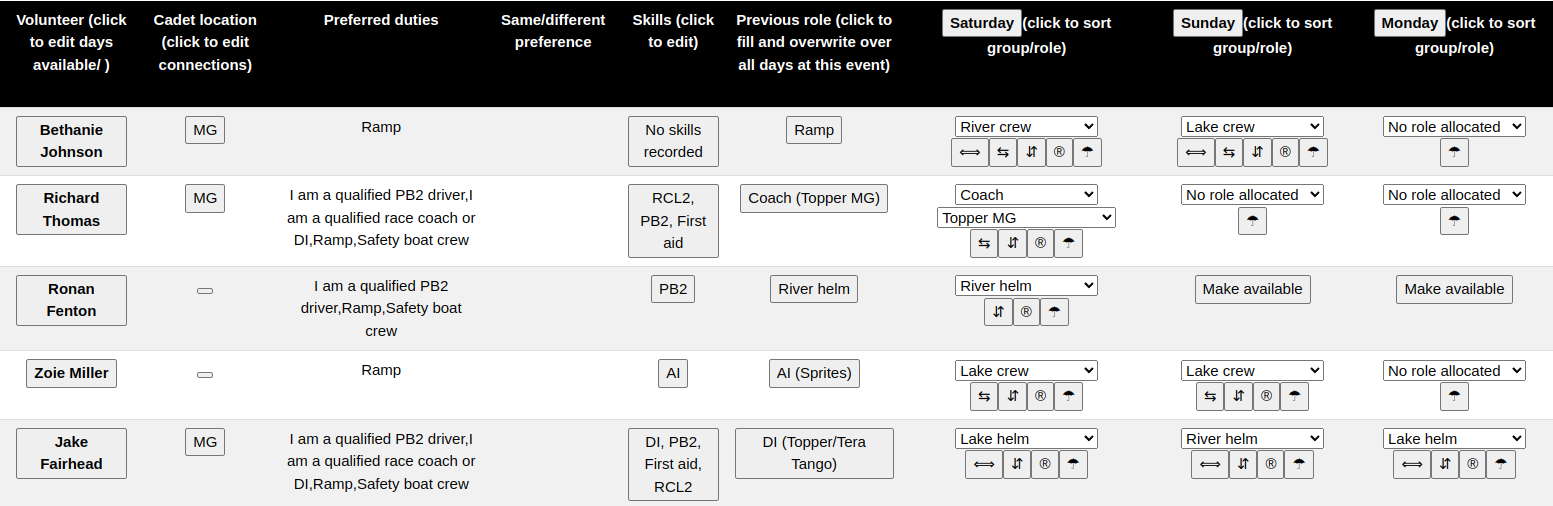 Volunteer (click to edit days available/ )
Cadet location (click to edit connections)
Preferred duties
Same/different preference
Skills (click to edit)
Previous role (click to fill and overwrite over all days at this event)
Saturday (click to sort group/role)
Sunday (click to sort group/role)
Monday (click to sort group/role)
Bethanie Johnson
MG
Ramp
No skills recorded
Ramp
River crew
⟺ ⇆ ⇵ ® ☂
Lake crew
⟺ ⇆ ⇵ ® ☂
No role allocated
☂
Richard Thomas
MG
I am a qualified PB2 driver,I am a qualified race coach or DI,Ramp,Safety boat crew
RCL2, PB2, First aid
Coach (Topper MG)
Coach
Topper MG
⇆ ⇵ ® ☂
No role allocated
☂
No role allocated
☂
Ronan Fenton
I am a qualified PB2 driver,Ramp,Safety boat crew
PB2
River helm
River helm
⇵ ® ☂
Make available
Make available
Zoie Miller
Ramp
AI
AI (Sprites)
Lake crew
⇆ ⇵ ® ☂
Lake crew
⇆ ⇵ ® ☂
No role allocated
☂
Jake Fairhead
MG
I am a qualified PB2 driver,I am a qualified race coach or DI,Ramp,Safety boat crew
DI, PB2, First aid, RCL2
DI (Topper/Tera Tango)
Lake helm
⟺ ⇵ ® ☂
River helm
⟺ ⇵ ® ☂
Lake helm
⟺ ⇵ ® ☂